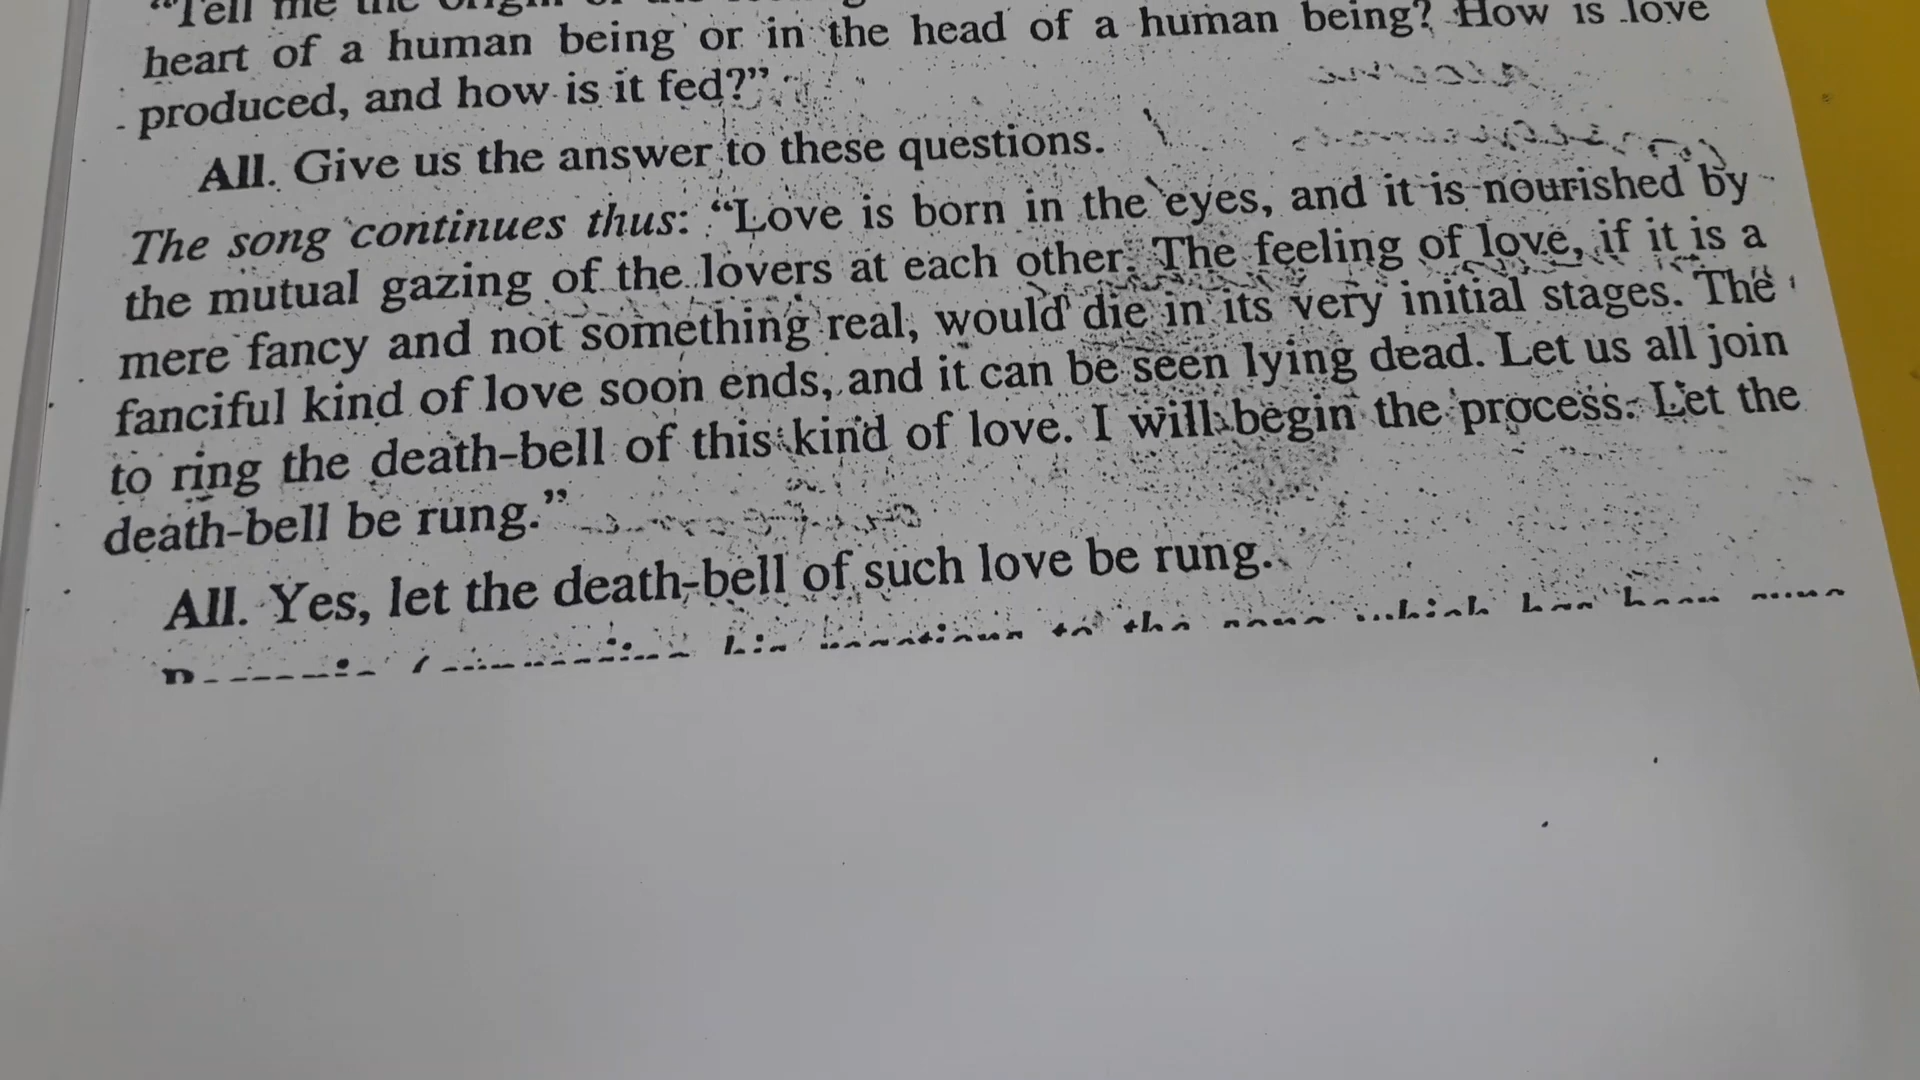 "Tell me the origin of the
heart of a human being or in the head of a human being? How is love
produced, and how is it fed?"
All. Give us the answer to these questions.
The song continues thus: "Love is born in the eyes, and it is nourished by
the mutual gazing of the lovers at each other. The feeling of love, if it is a
mere fancy and not something real, would die in its very initial stages. The
fanciful kind of love soon ends, and it can be seen lying dead. Let us all join
to ring the death-bell of this kind of love. I will begin the process. Let the
death-bell be rung."
All. Yes, let the death-bell of such love be rung.